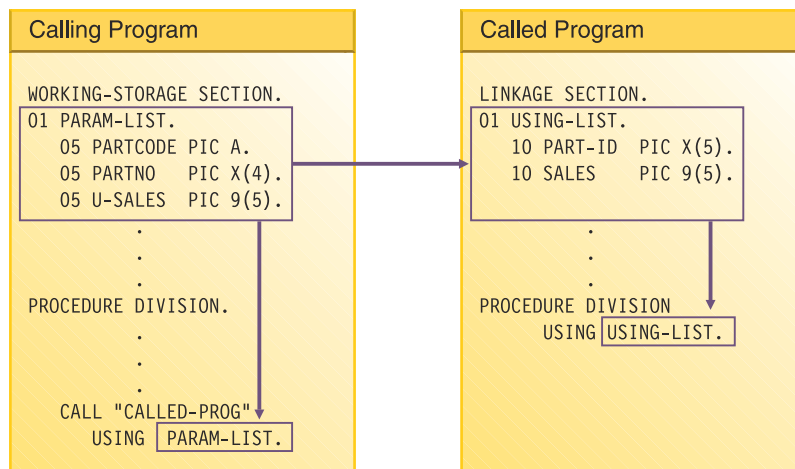 Calling Program
WORKING-STORAGE SECTION.
01 PARAM-LIST.
05 PARTCODE PIC A.
05 PARTNO PIC X(4).
05 U-SALES PIC 9(5).
.
.
.
PROCEDURE DIVISION.
.
.
.
CALL "CALLED-PROG"
USING PARAM-LIST.
Called Program
LINKAGE SECTION.
01 USING-LIST.
10 PART-ID PIC X(5).
10 SALES PIC 9(5).
.
.
.
PROCEDURE DIVISION
USING USING-LIST.